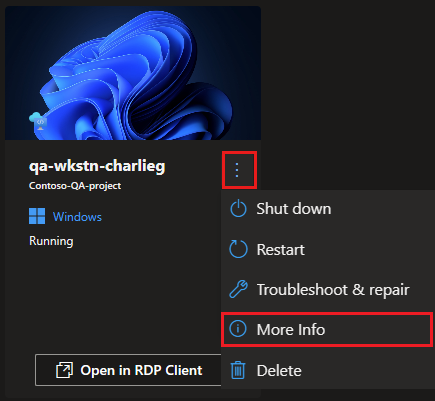 qa-wkstn-charlieg
Contoso-QA-project
Windows
Running
Shut down
Restart
Troubleshoot & repair
More Info
Delete
Open in RDP Client